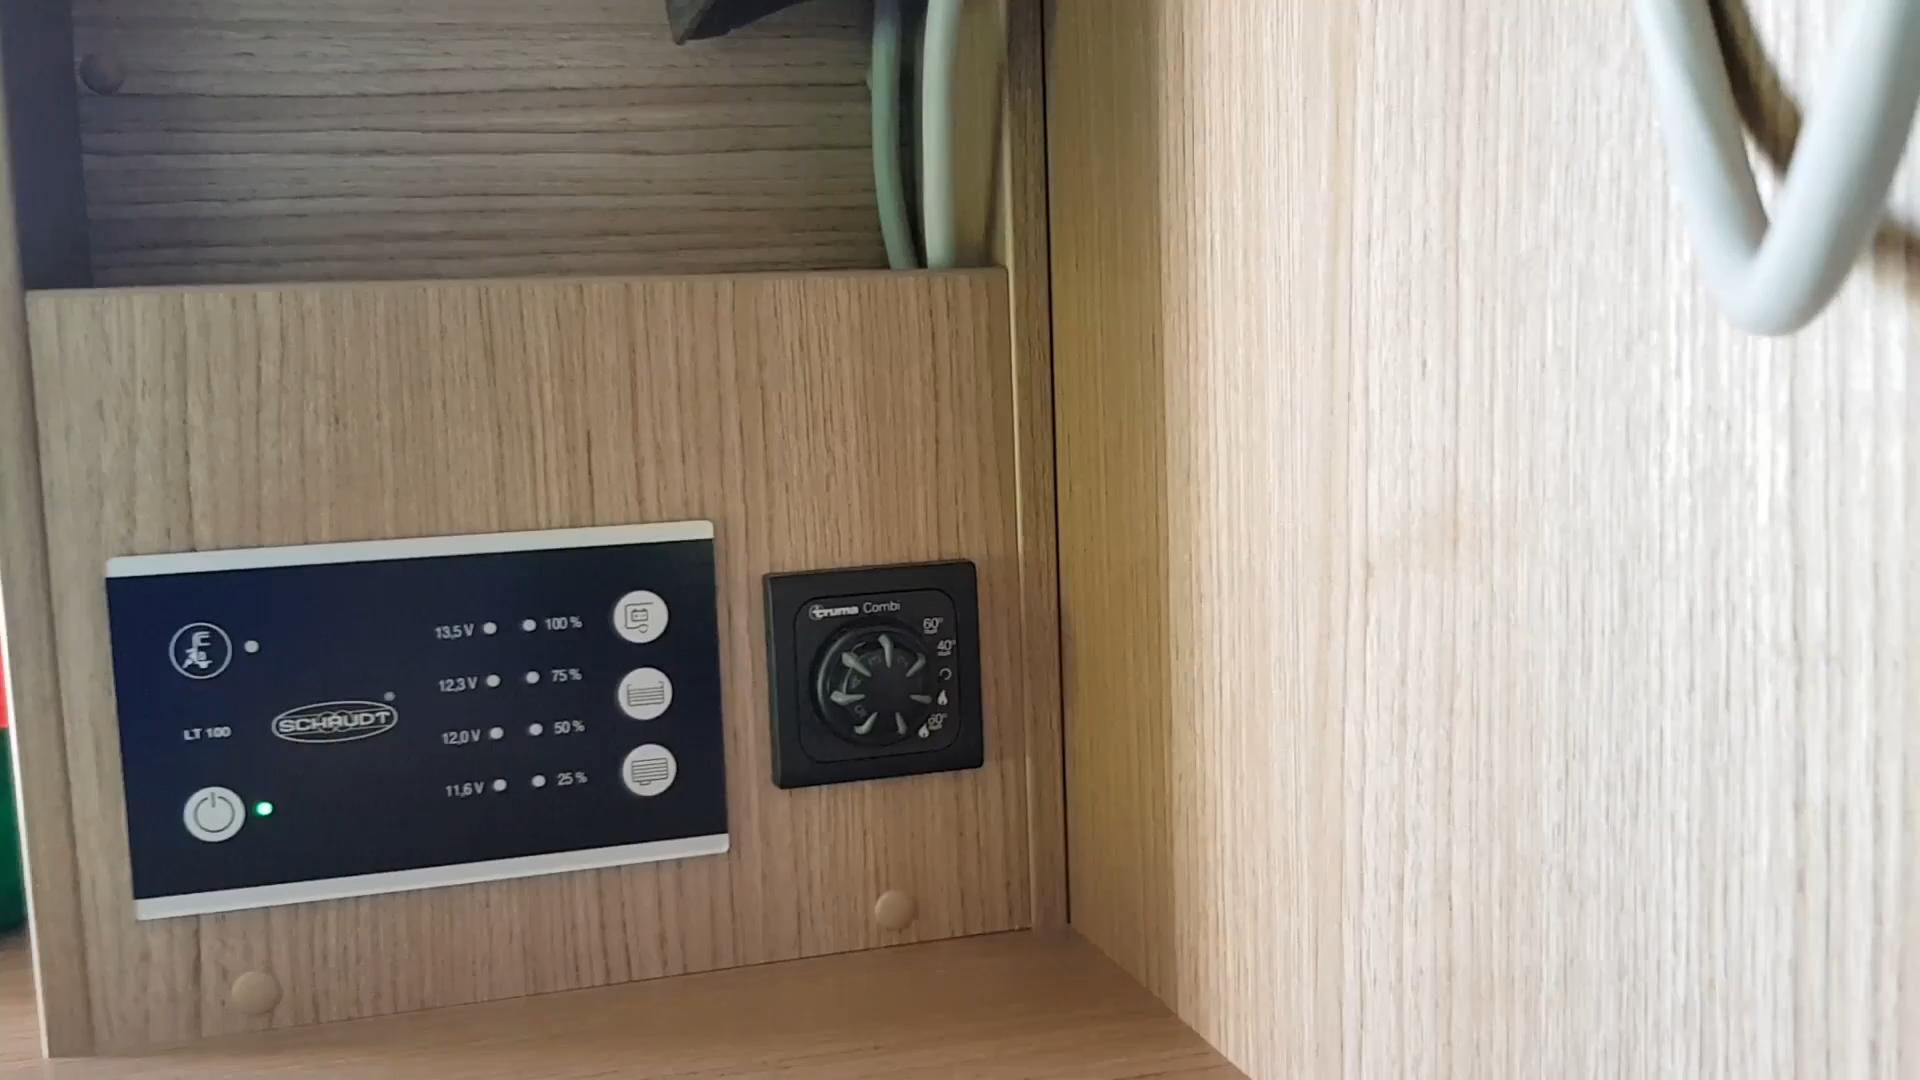 13,5 V 100 %
12,3 V 75 %
LT 100
SCHAUDT ®
12,0 V 50 %
11,6 V 25 %
truma Combi
60°
40°
60°